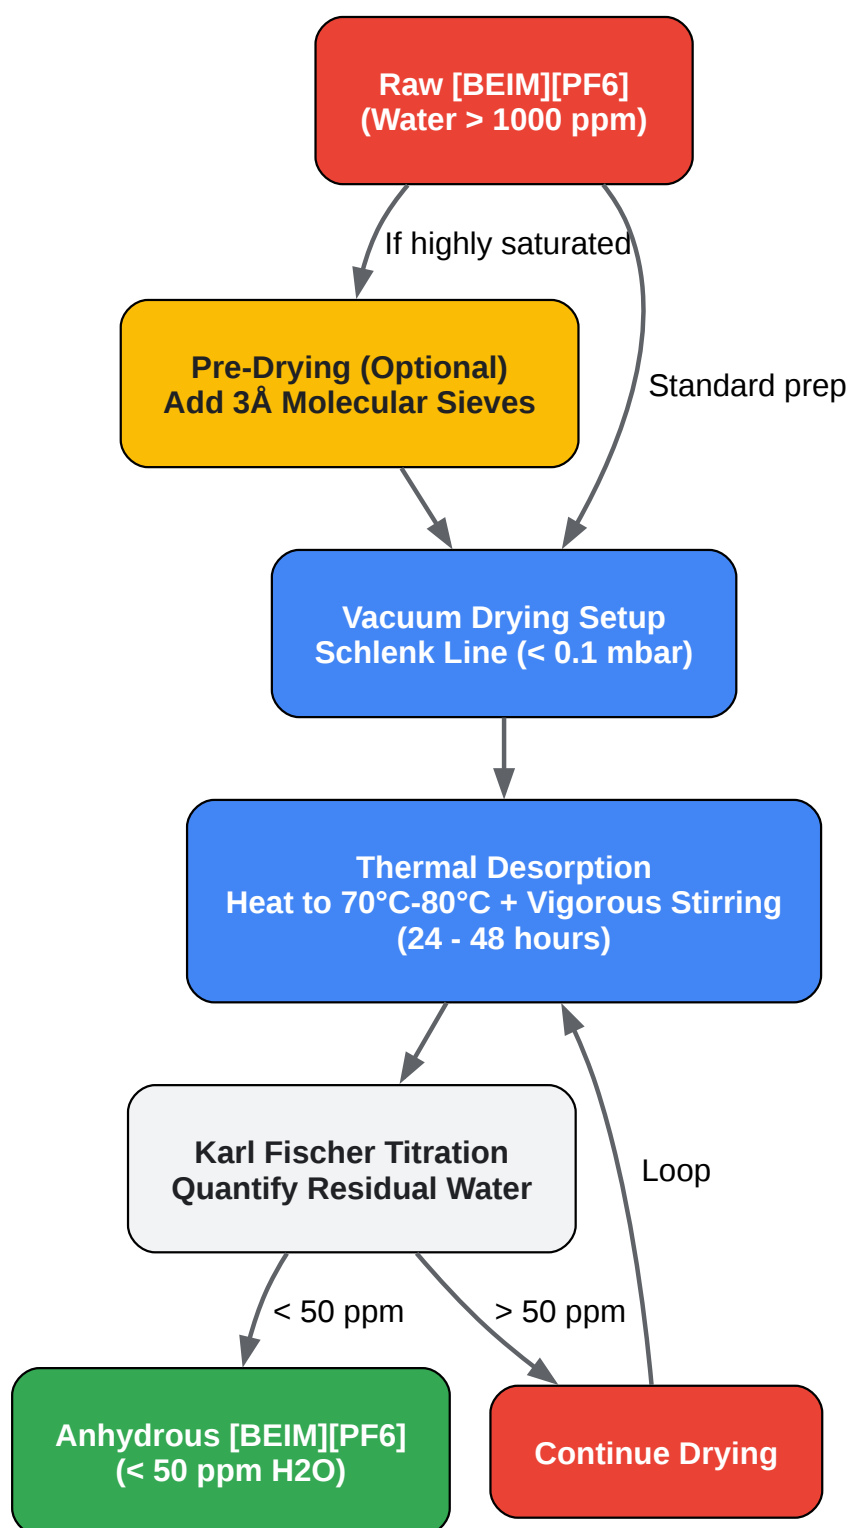 Raw [BEIM][PF6]
(Water > 1000 ppm)
If highly saturated
Pre-Drying (Optional)
Add 3Å Molecular Sieves
Standard prep
Vacuum Drying Setup
Schlenk Line (< 0.1 mbar)
Thermal Desorption
Heat to 70°C-80°C + Vigorous Stirring
(24 - 48 hours)
Karl Fischer Titration
Quantify Residual Water
Loop
< 50 ppm
> 50 ppm
Anhydrous [BEIM][PF6]
(< 50 ppm H2O)
Continue Drying